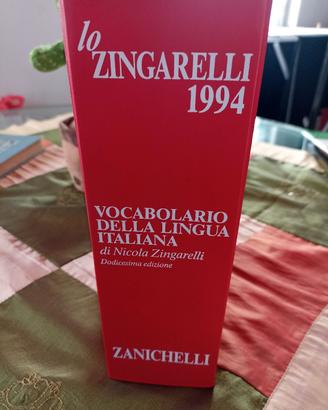 lo
ZINGARELLI
1994
VOCABOLARIO
DELLA LINGUA
ITALIANA
di Nicola Zingarelli
Dodicesima edizione
ZANICHELLI